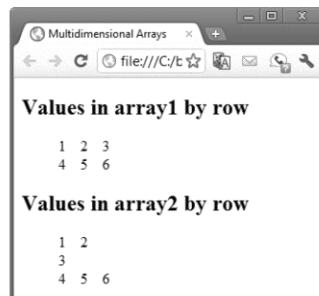 Multidimensional Arrays
file:///C:/b
Values in array1 by row
1 2 3
4 5 6
Values in array2 by row
1 2
3
4 5 6